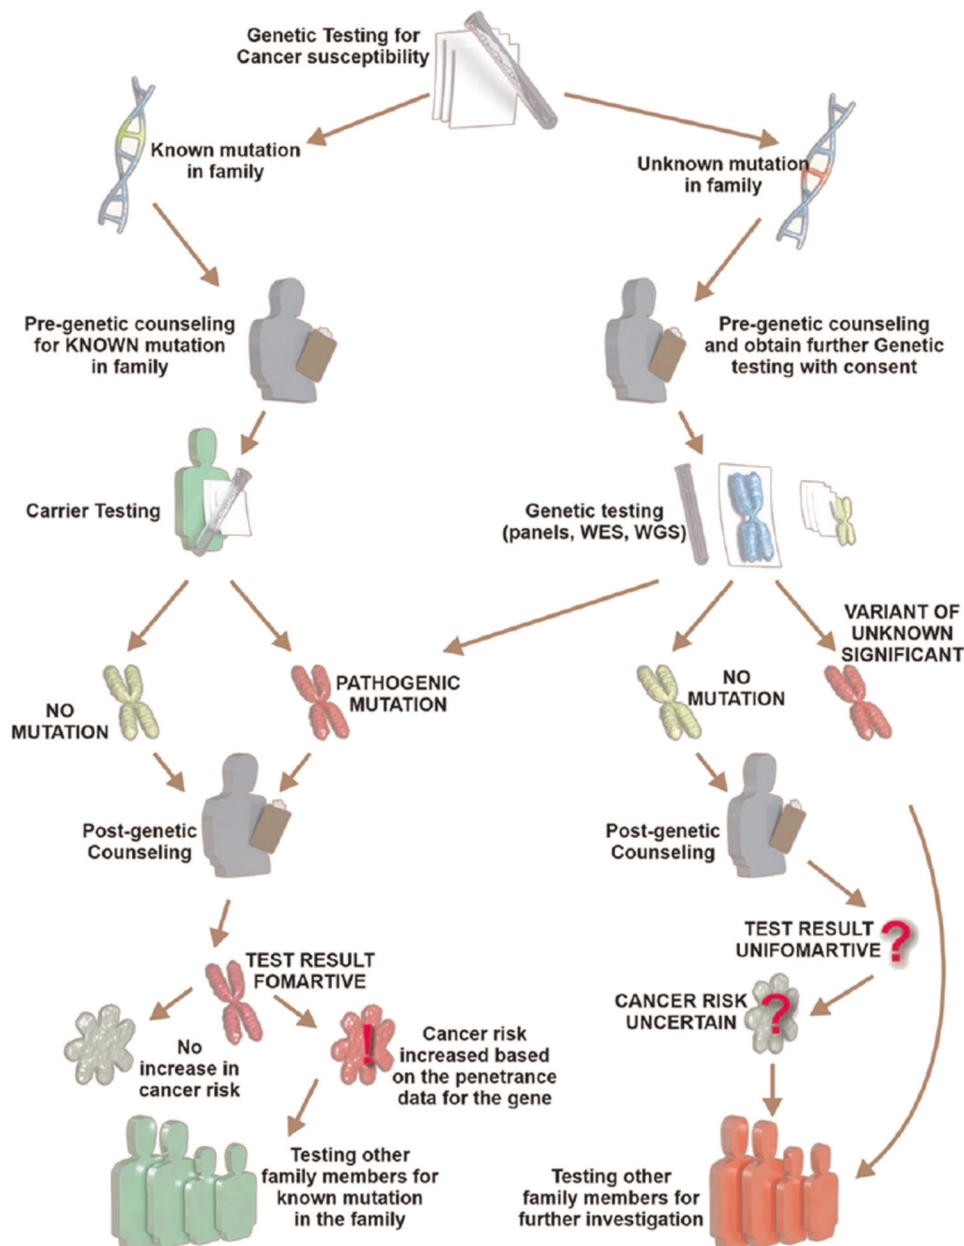 Genetic Testing for
Cancer susceptibility
Known mutation
in family
Unknown mutation
in family
Pre-genetic counseling
for KNOWN mutation
in family
Pre-genetic counseling
and obtain further Genetic
testing with consent
Carrier Testing
Genetic testing
(panels, WES, WGS)
NO
MUTATION
PATHOGENIC
MUTATION
NO
MUTATION
VARIANT OF
UNKNOWN
SIGNIFICANT
Post-genetic
Counseling
Post-genetic
Counseling
TEST RESULT
FOMARTIVE
TEST RESULT
UNIFOMARTIVE
?
CANCER RISK
UNCERTAIN
?
No
increase in
cancer risk
!
Cancer risk
increased based
on the penetrance
data for the gene
Testing other
family members for
known mutation
in the family
Testing other
family members for
further investigation